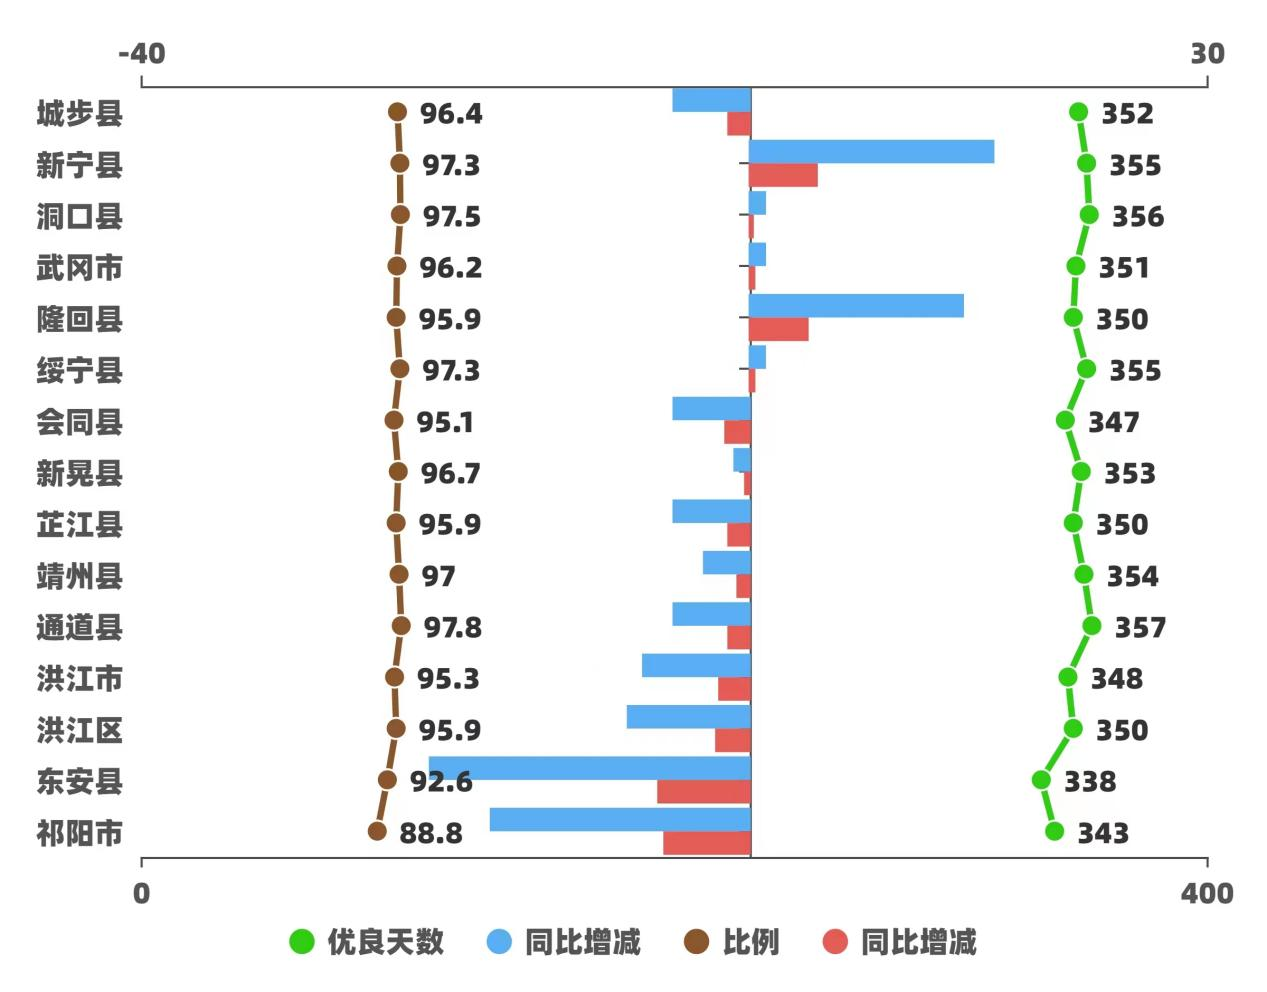 -40 30
城步县 96.4 352
新宁县 97.3 355
洞口县 97.5 356
武冈市 96.2 351
隆回县 95.9 350
绥宁县 97.3 355
会同县 95.1 347
新晃县 96.7 353
芷江县 95.9 350
靖州县 97 354
通道县 97.8 357
洪江市 95.3 348
洪江区 95.9 350
东安县 92.6 338
祁阳市 88.8 343
0 400
优良天数 同比增减 比例 同比增减